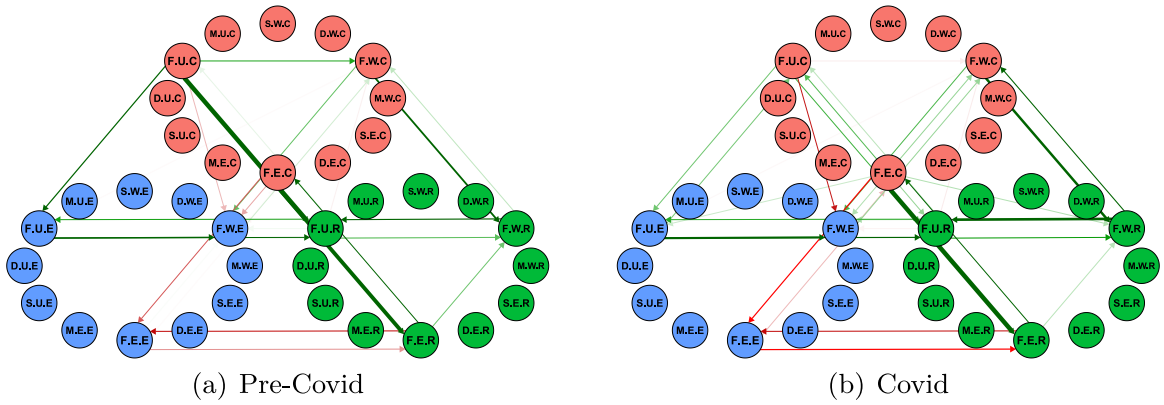 S.W.C
M.U.C D.W.C
F.U.C F.W.C
D.U.C M.W.C
S.U.C S.E.C
M.E.C D.E.C
F.E.C
S.W.E S.W.R
M.U.E D.W.E M.U.R D.W.R
F.U.E F.W.E F.U.R F.W.R
D.U.E M.W.E D.U.R M.W.R
S.U.E S.E.E S.U.R S.E.R
M.E.E D.E.E M.E.R D.E.R
F.E.E F.E.R
(a) Pre-Covid
S.W.C
M.U.C D.W.C
F.U.C F.W.C
D.U.C M.W.C
S.U.C S.E.C
M.E.C D.E.C
F.E.C
S.W.E S.W.R
M.U.E D.W.E M.U.R D.W.R
F.U.E F.W.E F.U.R F.W.R
D.U.E M.W.E D.U.R M.W.R
S.U.E S.E.E S.U.R S.E.R
M.E.E D.E.E M.E.R D.E.R
F.E.E F.E.R
(b) Covid